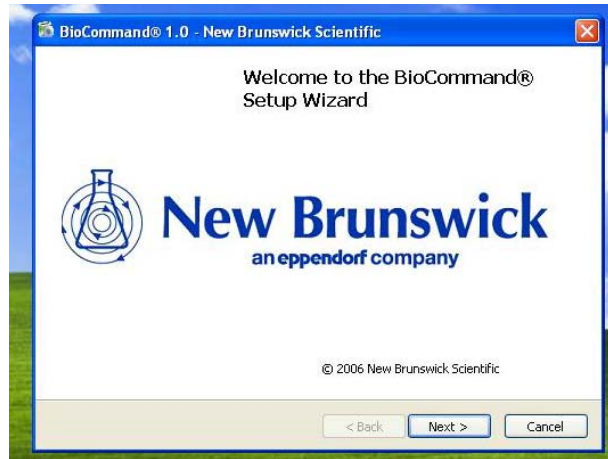 BioCommand® 1.0 - New Brunswick Scientific
Welcome to the BioCommand®
Setup Wizard
New Brunswick
an eppendorf company
© 2006 New Brunswick Scientific
< Back Next > Cancel